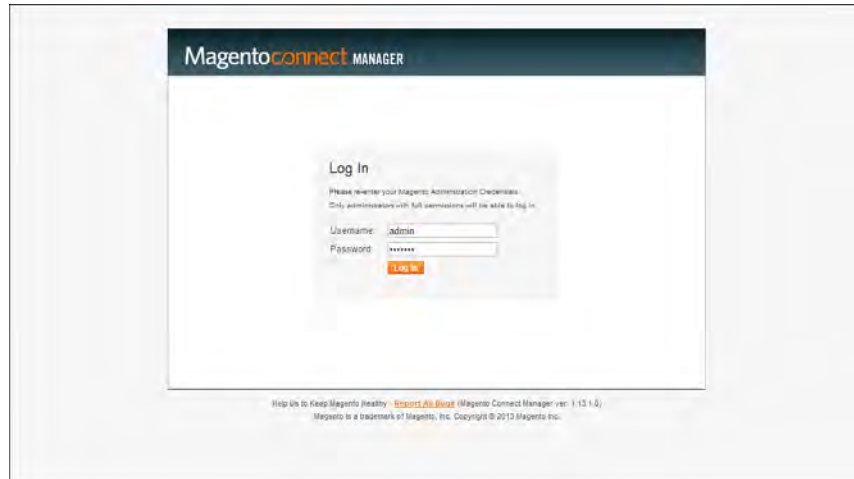 Magentoconnect MANAGER
Log In
Please re-enter your Magento Administration Credentials.
Only administrators with full permissions will be able to log in.
Username:
admin
Password:
•••••••
Log In
Help Us to Keep Magento Healthy - Report All Bugs (Magento Connect Manager ver. 1.13.1.0)
Magento is a trademark of Magento, Inc. Copyright © 2013 Magento Inc.